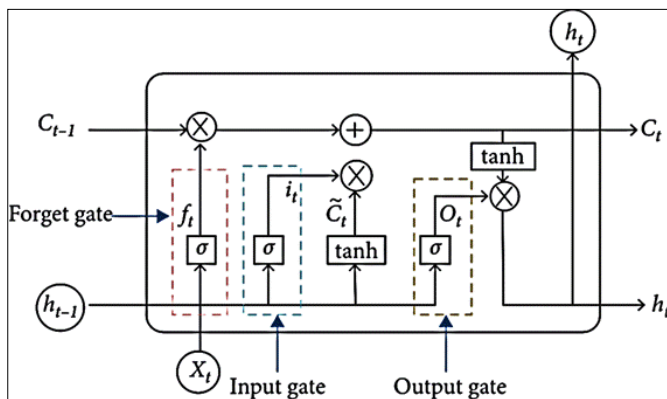 h_t
C_{t-1}
×
+
C_t
tanh
i_t
×
×
Forget gate
f_t
C̃_t
O_t
σ
σ
tanh
σ
h_{t-1}
h_t
X_t
Input gate
Output gate